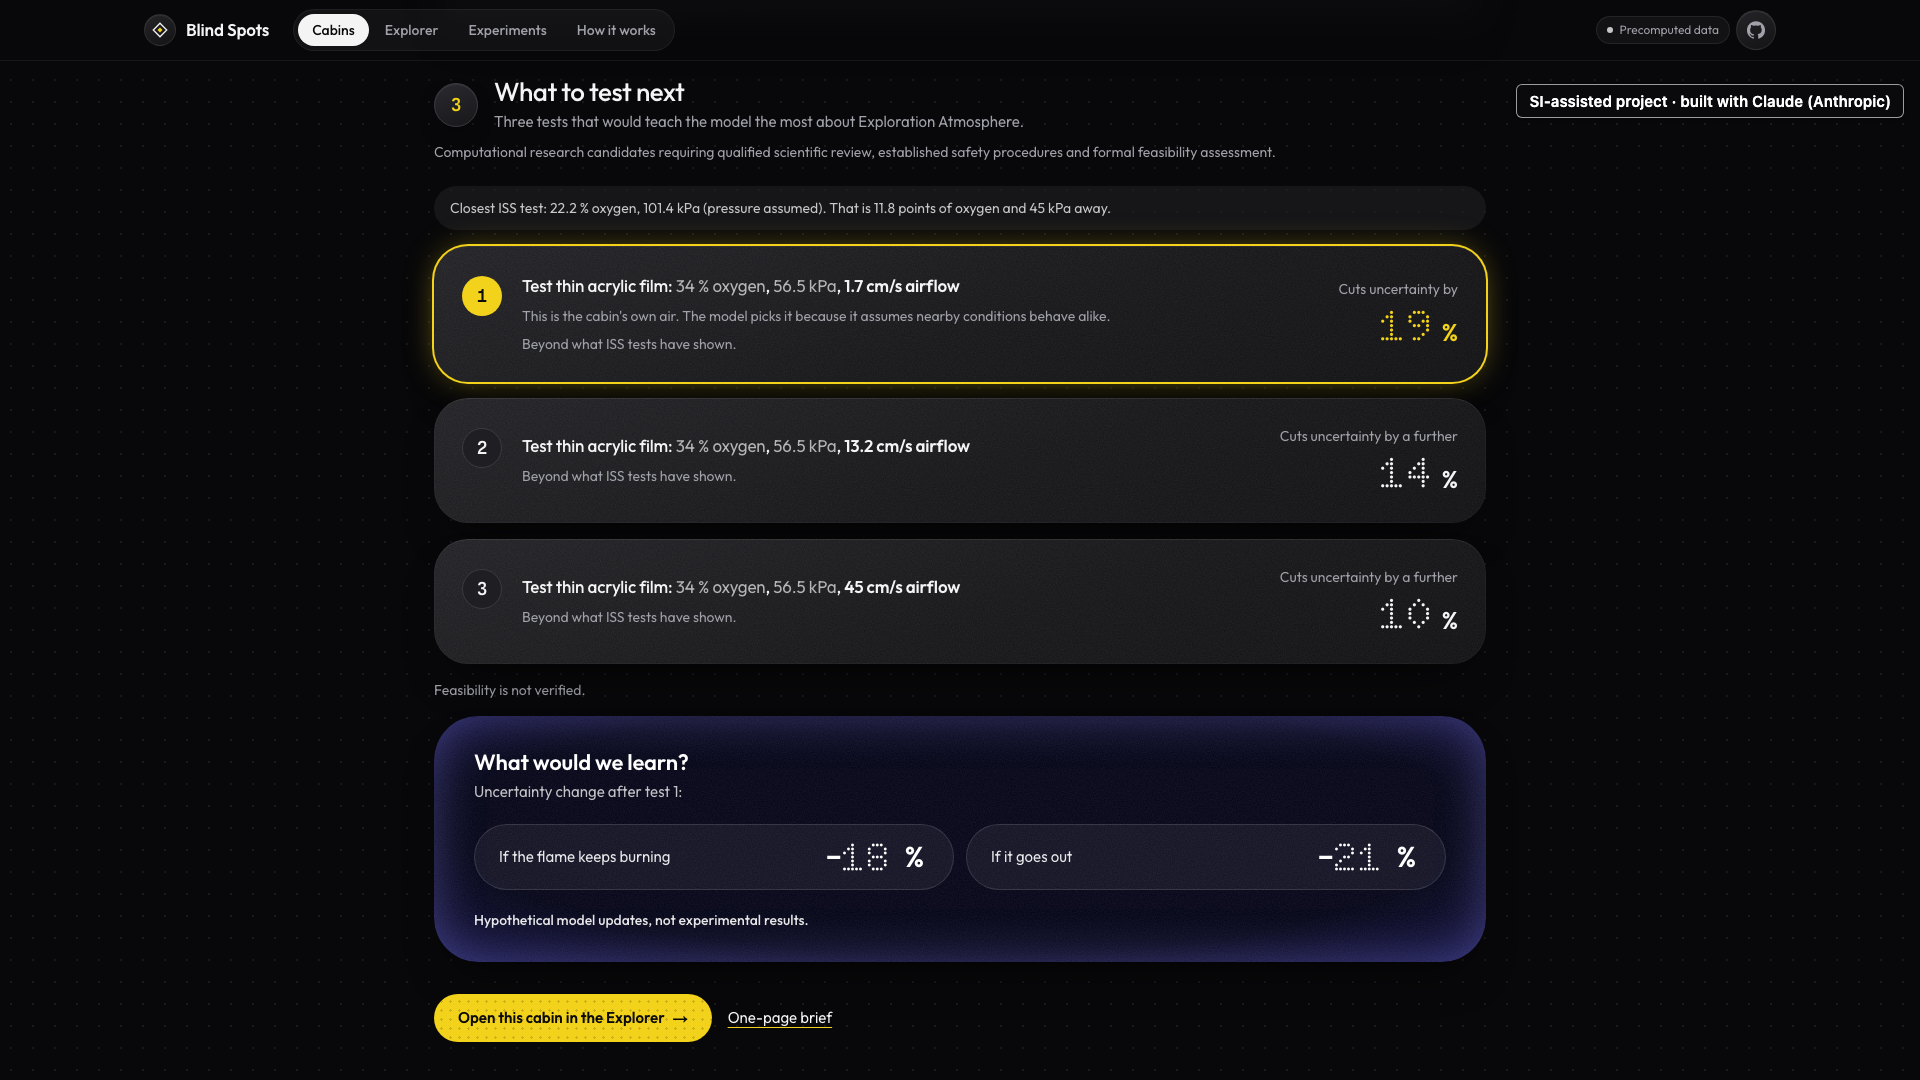 Blind Spots
Cabins
Explorer
Experiments
How it works
Precomputed data
SI-assisted project · built with Claude (Anthropic)
3
What to test next
Three tests that would teach the model the most about Exploration Atmosphere.
Computational research candidates requiring qualified scientific review, established safety procedures and formal feasibility assessment.
Closest ISS test: 22.2 % oxygen, 101.4 kPa (pressure assumed). That is 11.8 points of oxygen and 45 kPa away.
1
Test thin acrylic film: 34 % oxygen, 56.5 kPa, 1.7 cm/s airflow
This is the cabin's own air. The model picks it because it assumes nearby conditions behave alike.
Beyond what ISS tests have shown.
Cuts uncertainty by
19 %
2
Test thin acrylic film: 34 % oxygen, 56.5 kPa, 13.2 cm/s airflow
Beyond what ISS tests have shown.
Cuts uncertainty by a further
14 %
3
Test thin acrylic film: 34 % oxygen, 56.5 kPa, 45 cm/s airflow
Beyond what ISS tests have shown.
Cuts uncertainty by a further
10 %
Feasibility is not verified.
What would we learn?
Uncertainty change after test 1:
If the flame keeps burning
−18 %
If it goes out
−21 %
Hypothetical model updates, not experimental results.
Open this cabin in the Explorer →
One-page brief